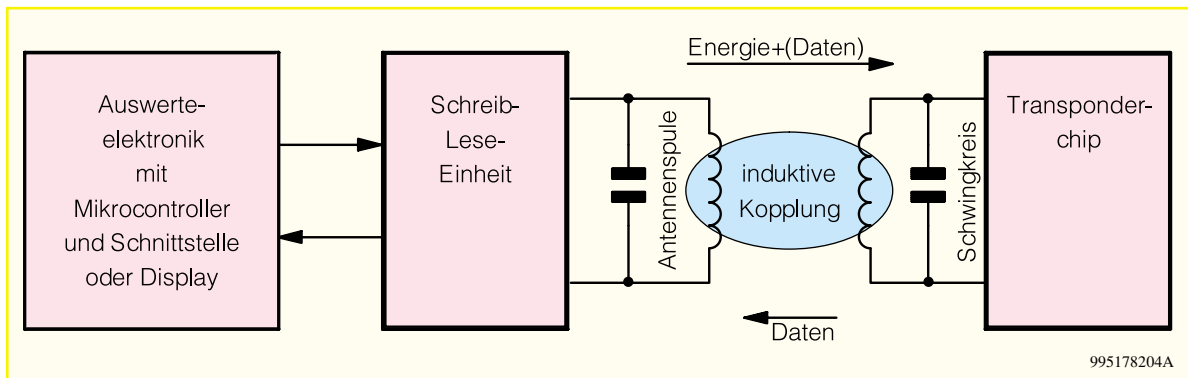 Auswerte-
elektronik
mit
Mikrocontroller
und Schnittstelle
oder Display
Schreib-
Lese-
Einheit
Antennenspule
Energie+(Daten)
induktive
Kopplung
Daten
Schwingkreis
Transponder-
chip
995178204A